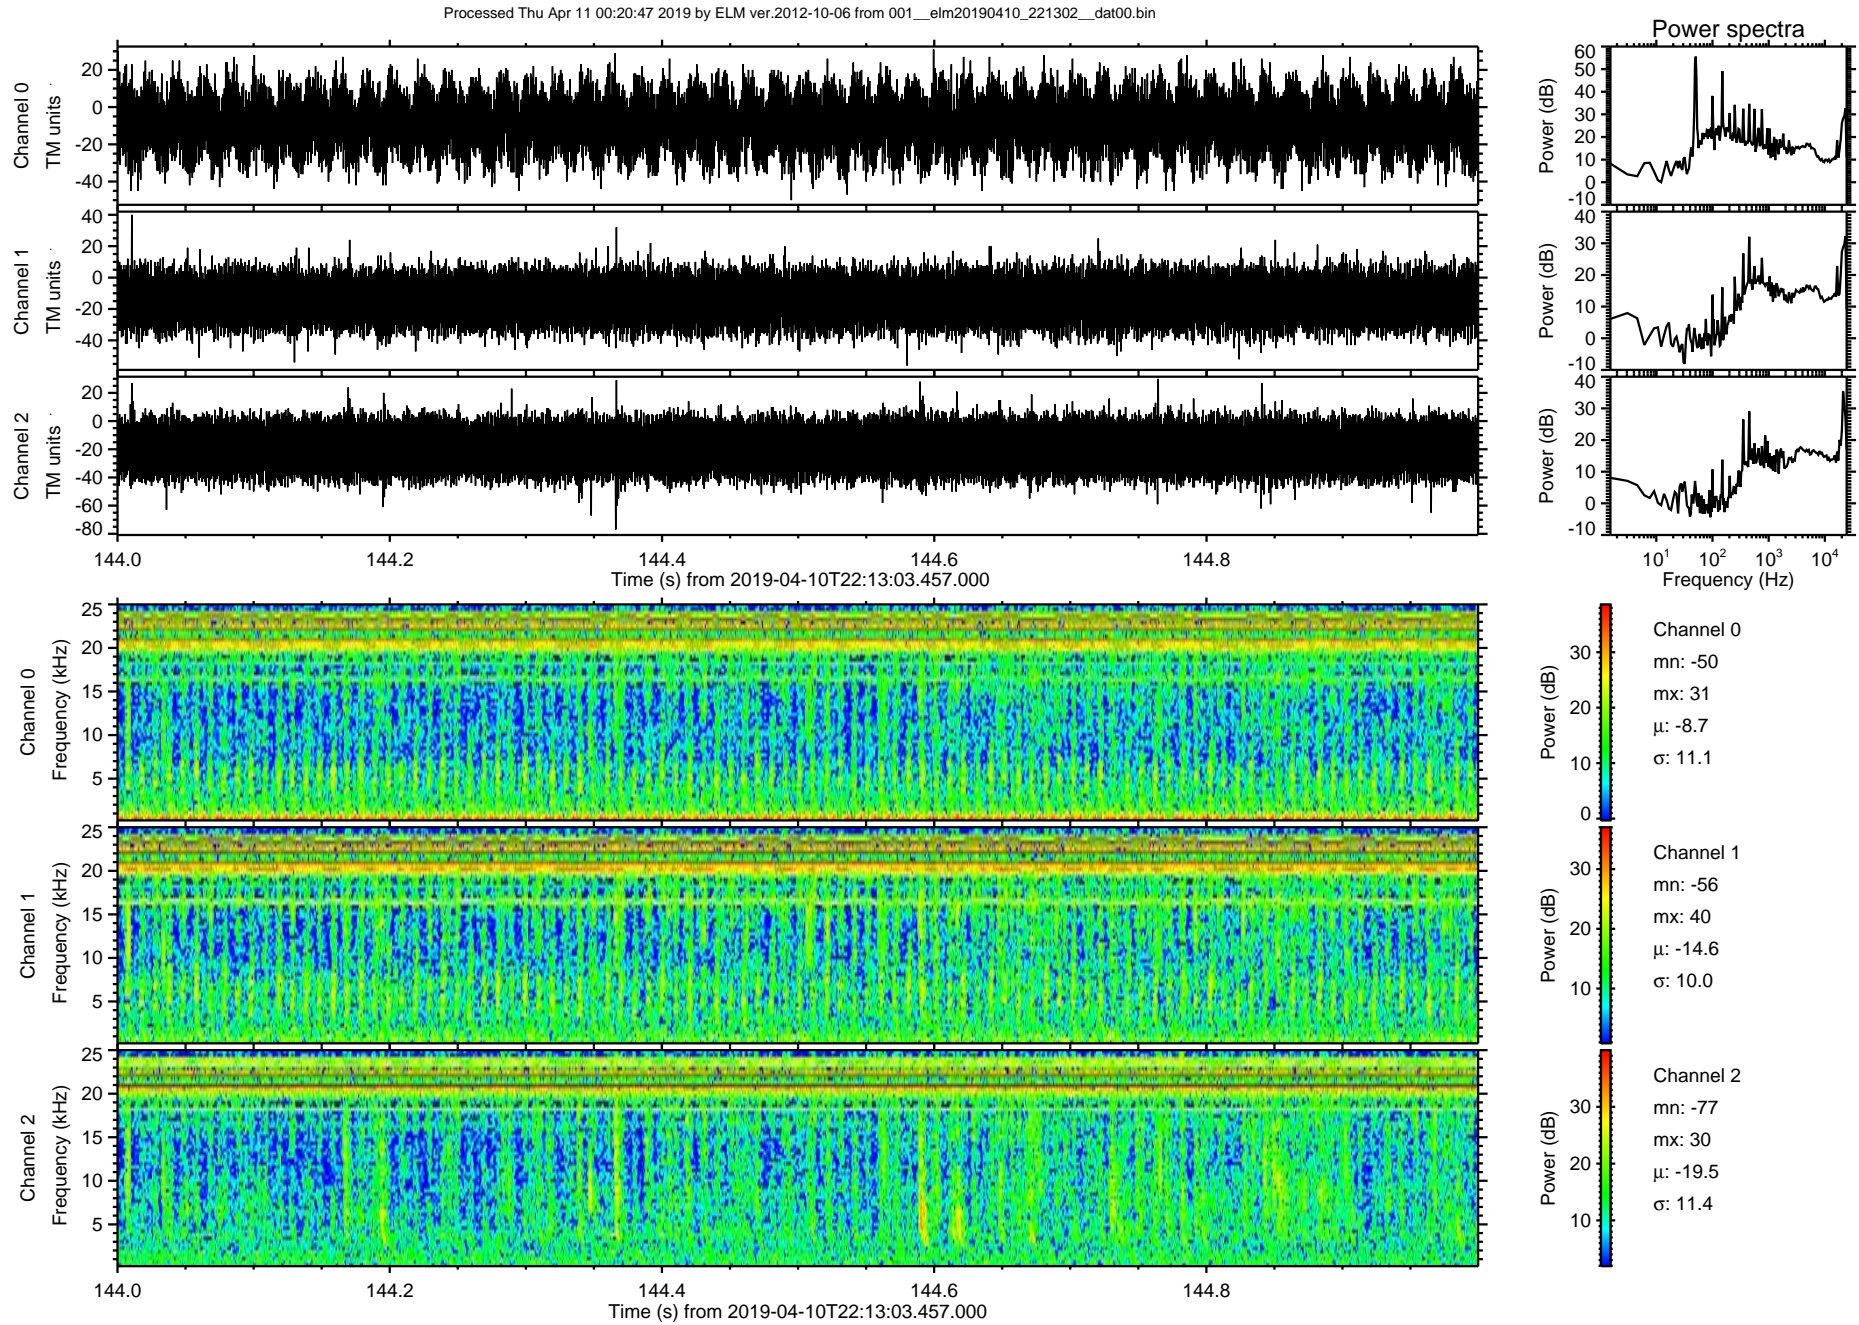 Processed Thu Apr 11 00:20:47 2019 by ELM ver.2012-10-06 from 001__elm20190410_221302__dat00.bin
Power spectra
Channel 0
TM units
20
0
-20
-40
Power (dB)
60
50
40
30
20
10
0
-10
Channel 1
TM units
40
20
0
-20
-40
Power (dB)
40
30
20
10
0
-10
Channel 2
TM units
20
0
-20
-40
-60
-80
Power (dB)
40
30
20
10
0
-10
144.0
144.2
144.4
144.6
144.8
Time (s) from 2019-04-10T22:13:03.457.000
10^1
10^2
10^3
10^4
Frequency (Hz)
Channel 0
Frequency (kHz)
25
20
15
10
5
Power (dB)
30
20
10
0
Channel 0
mn: -50
mx: 31
µ: -8.7
σ: 11.1
Channel 1
Frequency (kHz)
25
20
15
10
5
Power (dB)
30
20
10
Channel 1
mn: -56
mx: 40
µ: -14.6
σ: 10.0
Channel 2
Frequency (kHz)
25
20
15
10
5
Power (dB)
30
20
10
Channel 2
mn: -77
mx: 30
µ: -19.5
σ: 11.4
144.0
144.2
144.4
144.6
144.8
Time (s) from 2019-04-10T22:13:03.457.000